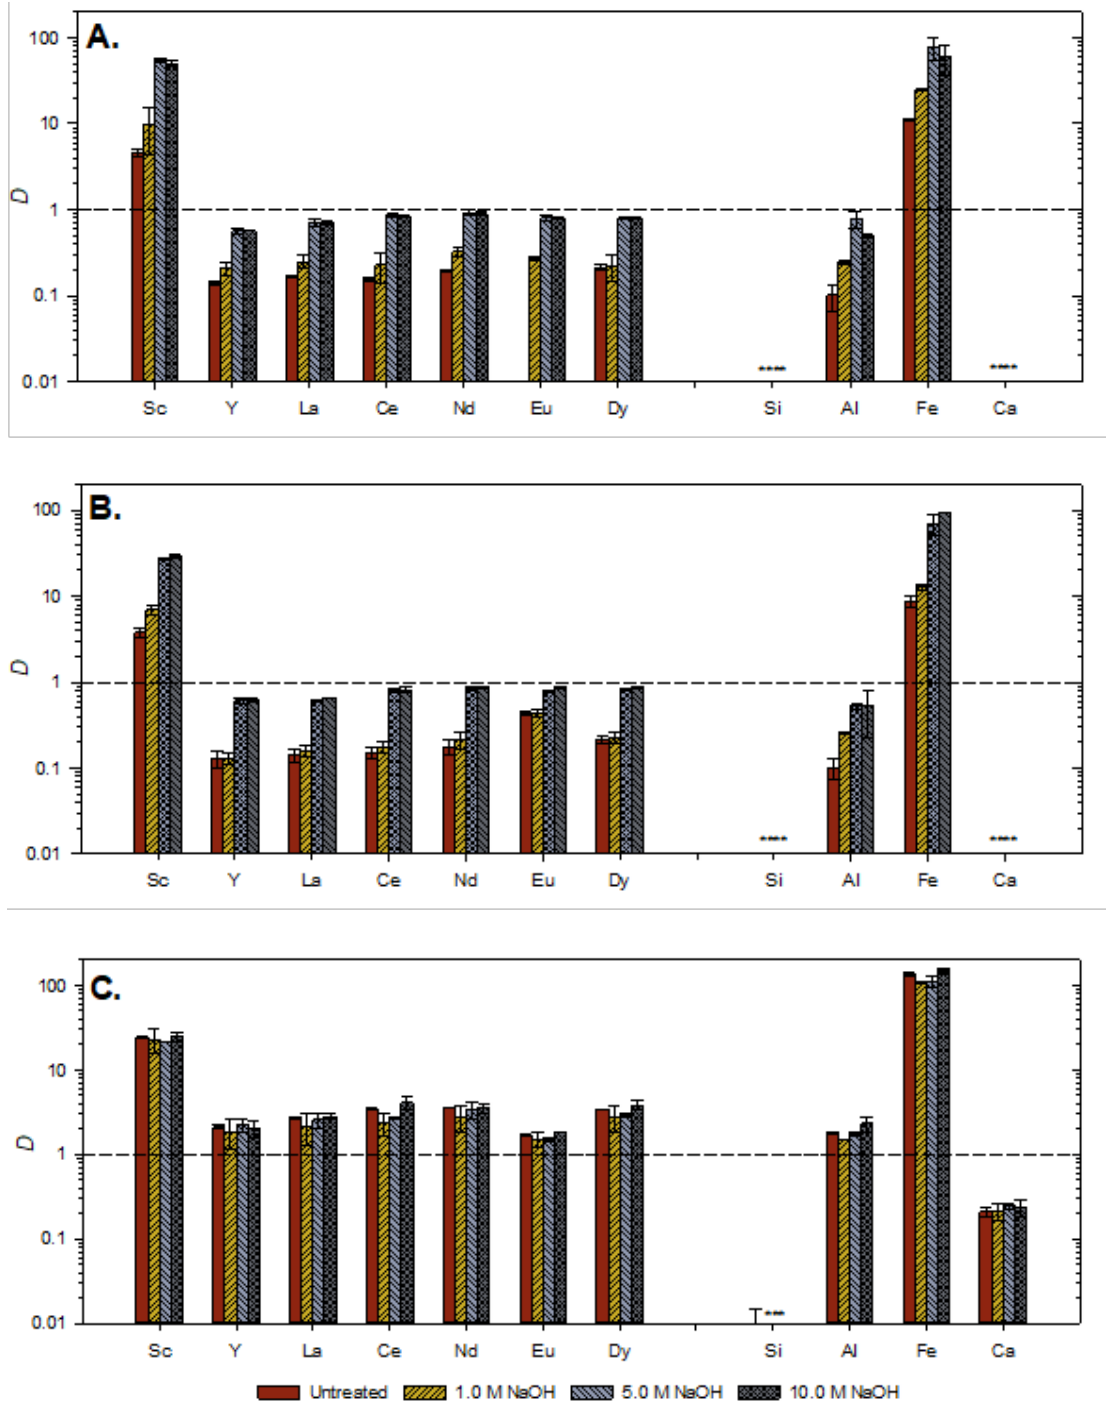 A.
100
10
1
0.1
0.01
D
**** ****
Sc Y La Ce Nd Eu Dy Si Al Fe Ca
B.
100
10
1
0.1
0.01
D
**** ****
Sc Y La Ce Nd Eu Dy Si Al Fe Ca
C.
100
10
1
0.1
0.01
D
***
Sc Y La Ce Nd Eu Dy Si Al Fe Ca
Untreated 1.0 M NaOH 5.0 M NaOH 10.0 M NaOH